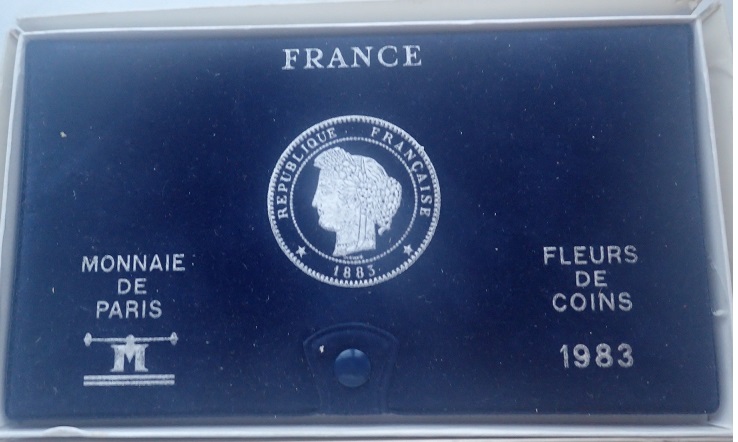 FRANCE
REPUBLIQUE FRANÇAISE
1883
MONNAIE
DE
PARIS
M
FLEURS
DE
COINS
1983